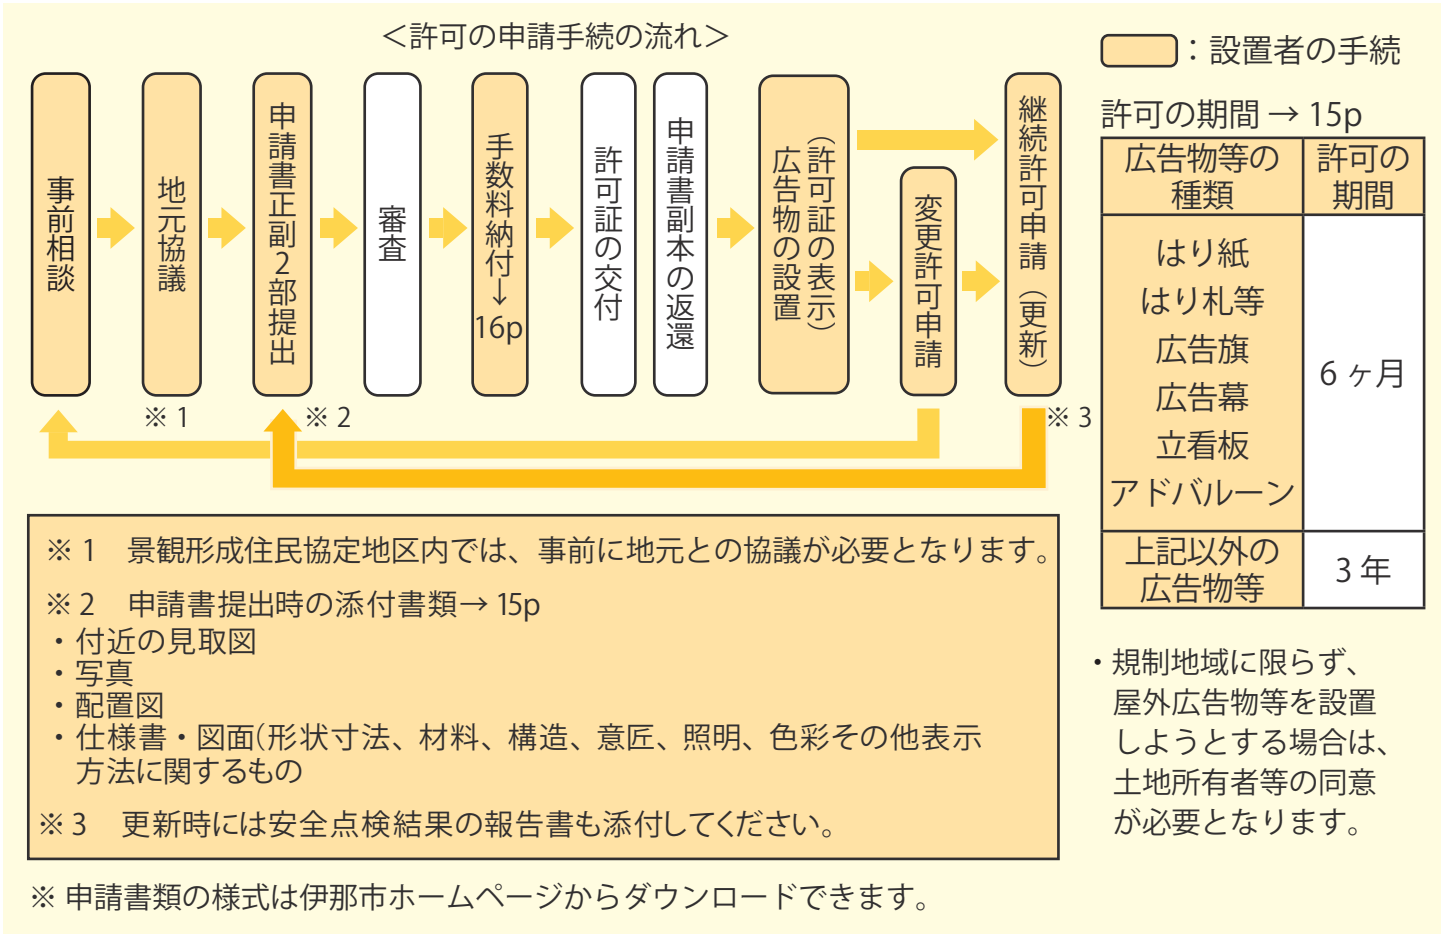 ＜許可の申請手続の流れ＞
事前相談
地元協議
※ 1
申請書正副２部提出
※ 2
審査
手数料納付→
16p
許可証の交付
申請書副本の返還
（許可証の表示）
広告物の設置
変更許可申請
継続許可申請（更新）
※ 3
：設置者の手続
許可の期間 → 15p
広告物等の
種類
許可の
期間
はり紙
はり札等
広告旗
広告幕
立看板
アドバルーン
6 ヶ月
上記以外の
広告物等
3 年
・規制地域に限らず、
屋外広告物等を設置
しようとする場合は、
土地所有者等の同意
が必要となります。
※ 1　景観形成住民協定地区内では、事前に地元との協議が必要となります。
※ 2　申請書提出時の添付書類→ 15p
・付近の見取図
・写真
・配置図
・仕様書・図面(形状寸法、材料、構造、意匠、照明、色彩その他表示
方法に関するもの
※ 3　更新時には安全点検結果の報告書も添付してください。
※ 申請書類の様式は伊那市ホームページからダウンロードできます。